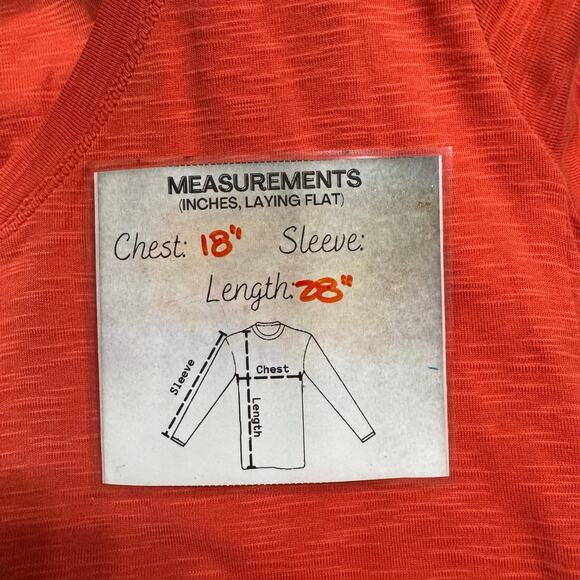 MEASUREMENTS
(INCHES, LAYING FLAT)
Chest: 18" Sleeve:
Length: 28"
Sleeve
Chest
Length